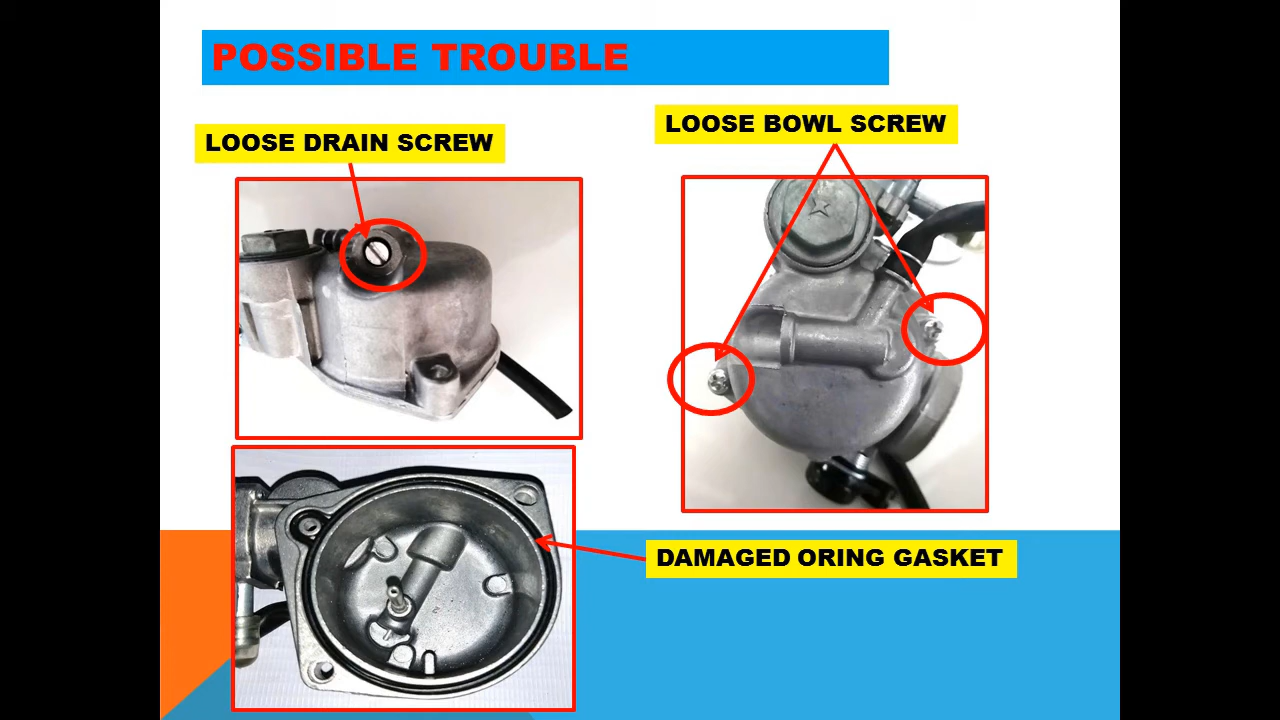 POSSIBLE TROUBLE
LOOSE DRAIN SCREW
LOOSE BOWL SCREW
DAMAGED ORING GASKET